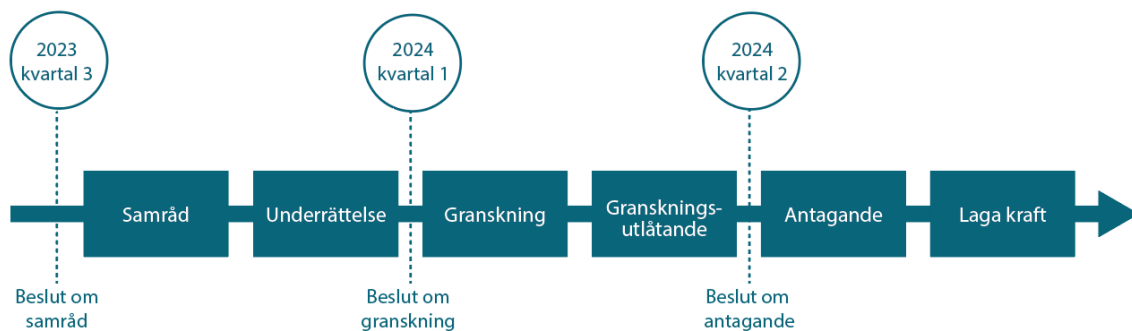 2023
kvartal 3
2024
kvartal 1
2024
kvartal 2
Samråd
Underrättelse
Granskning
Gransknings-
utlåtande
Antagande
Laga kraft
Beslut om
samråd
Beslut om
granskning
Beslut om
antagande